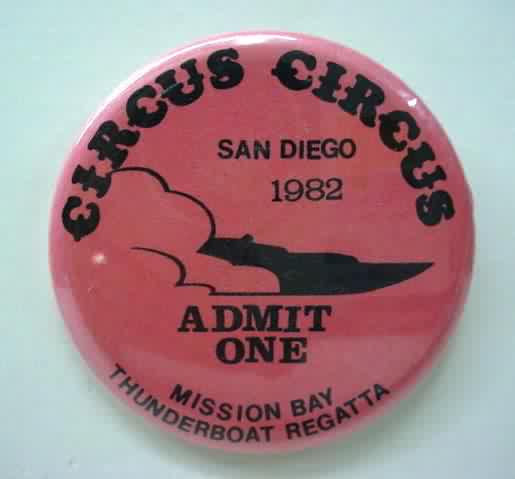 CIRCUS CIRCUS
SAN DIEGO
1982
ADMIT
ONE
MISSION BAY
THUNDERBOAT REGATTA